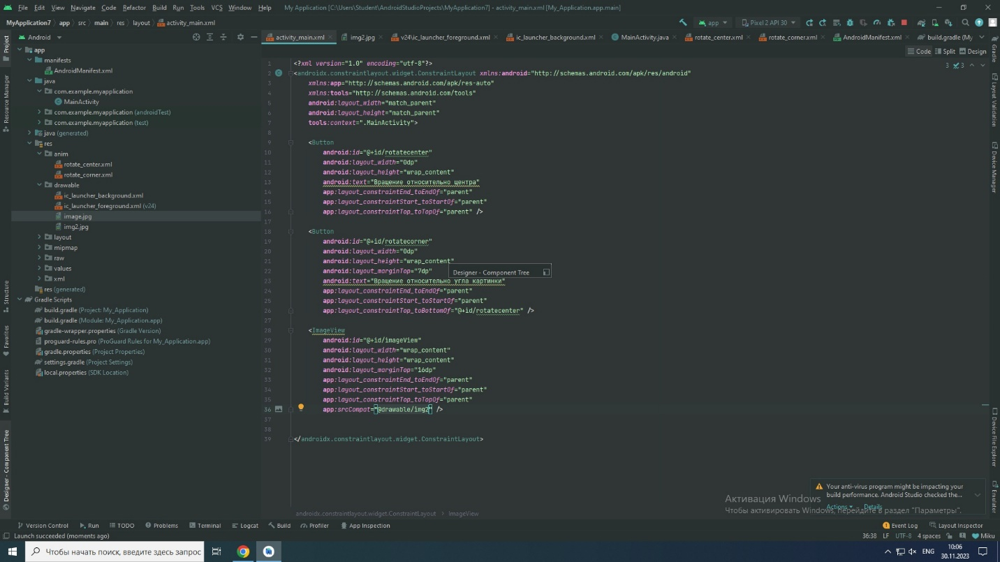 File Edit View Navigate Code Refactor Build Run Tools VCS Window Help My Application [C:\Users\Student\AndroidStudioProjects\MyApplication7] - activity_main.xml [My_Application.app.main]
MyApplication7 app src main res layout activity_main.xml
app Pixel 2 API 30
Android
activity_main.xml img2.jpg v24\ic_launcher_foreground.xml ic_launcher_background.xml MainActivity.java rotate_center.xml rotate_corner.xml AndroidManifest.xml build.gradle (My
Code Split Design
3 3
Project
Resource Manager
Structure
Favorites
Build Variants
Designer - Component Tree
app
manifests
AndroidManifest.xml
java
com.example.myapplication
MainActivity
com.example.myapplication (androidTest)
com.example.myapplication (test)
java (generated)
res
anim
rotate_center.xml
rotate_corner.xml
drawable
ic_launcher_background.xml
ic_launcher_foreground.xml (v24)
image.jpg
img2.jpg
layout
mipmap
raw
values
xml
res (generated)
Gradle Scripts
build.gradle (Project: My_Application)
build.gradle (Module: My_Application.app)
gradle-wrapper.properties (Gradle Version)
proguard-rules.pro (ProGuard Rules for My_Application.app)
gradle.properties (Project Properties)
settings.gradle (Project Settings)
local.properties (SDK Location)
1 <?xml version="1.0" encoding="utf-8"?>
2 <androidx.constraintlayout.widget.ConstraintLayout xmlns:android="http://schemas.android.com/apk/res/android"
3 xmlns:app="http://schemas.android.com/apk/res-auto"
4 xmlns:tools="http://schemas.android.com/tools"
5 android:layout_width="match_parent"
6 android:layout_height="match_parent"
7 tools:context=".MainActivity">
8
9 <Button
10 android:id="@+id/rotatecenter"
11 android:layout_width="0dp"
12 android:layout_height="wrap_content"
13 android:text="Вращение относительно центра"
14 app:layout_constraintEnd_toEndOf="parent"
15 app:layout_constraintStart_toStartOf="parent"
16 app:layout_constraintTop_toTopOf="parent" />
17
18 <Button
19 android:id="@+id/rotatecorner"
20 android:layout_width="0dp"
21 android:layout_height="wrap_content"
22 android:layout_marginTop="7dp"
Designer - Component Tree
23 android:text="Вращение относительно угла картинки"
24 app:layout_constraintEnd_toEndOf="parent"
25 app:layout_constraintStart_toStartOf="parent"
26 app:layout_constraintTop_toBottomOf="@+id/rotatecenter" />
27
28 <ImageView
29 android:id="@+id/imageView"
30 android:layout_width="wrap_content"
31 android:layout_height="wrap_content"
32 android:layout_marginTop="16dp"
33 app:layout_constraintEnd_toEndOf="parent"
34 app:layout_constraintStart_toStartOf="parent"
35 app:layout_constraintTop_toTopOf="parent"
36 app:srcCompat="@drawable/img2" />
37
38
39 </androidx.constraintlayout.widget.ConstraintLayout>
androidx.constraintlayout.widget.ConstraintLayout ImageView
Gradle
Layout Validation
Device Manager
Device File Explorer
Emulator
Your anti-virus program might be impacting your
build performance. Android Studio checked the...
Actions Details
Активация Windows
Чтобы активировать Windows, перейдите в раздел "Параметры".
Version Control Run TODO Problems Terminal Logcat Build Profiler App Inspection Event Log Layout Inspector
Launch succeeded (moments ago) 36:38 LF UTF-8 4 spaces Miku
Чтобы начать поиск, введите здесь запрос
ENG
10:06
30.11.2023